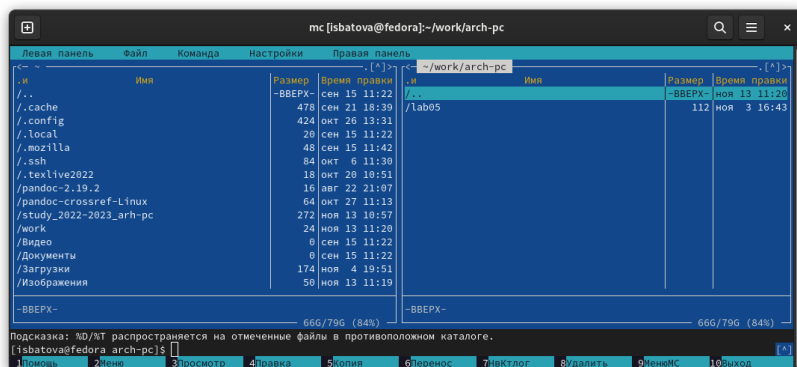 mc [isbatova@fedora]:~/work/arch-pc
Левая панель Файл Команда Настройки Правая панель
<— ~ .[^]> <— ~/work/arch-pc .[^]>
.и Имя Размер Время правки .и Имя Размер Время правки
/.. -ВВЕРХ- сен 15 11:22 /.. -ВВЕРХ- ноя 13 11:20
/.cache 478 сен 21 18:39 /lab05 112 ноя 3 16:43
/.config 424 окт 26 13:31
/.local 20 сен 15 11:22
/.mozilla 48 сен 15 11:42
/.ssh 84 окт 6 11:30
/.texlive2022 18 окт 20 10:51
/pandoc-2.19.2 16 авг 22 21:07
/pandoc-crossref-Linux 64 окт 27 11:13
/study_2022-2023_arh-pc 272 ноя 13 10:57
/work 24 ноя 13 11:20
/Видео 0 сен 15 11:22
/Документы 0 сен 15 11:22
/Загрузки 174 ноя 4 19:51
/Изображения 50 ноя 13 11:19
-ВВЕРХ- -ВВЕРХ-
66G/79G (84%) 66G/79G (84%)
Подсказка: %D/%T распространяется на отмеченные файлы в противоположном каталоге.
[isbatova@fedora arch-pc]$ [^]
1Помощь 2Меню 3Просмотр 4Правка 5Копия 6Перенос 7НвКтлог 8Удалить 9МенюМС 10Выход